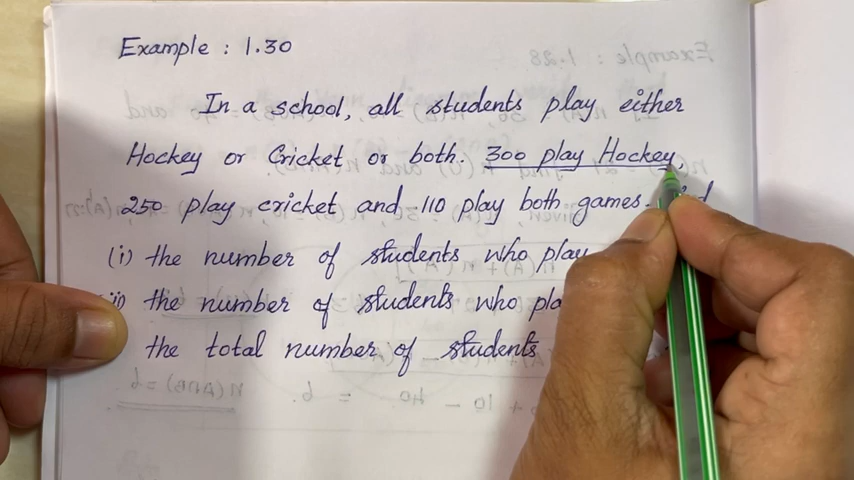 Example : 1.30
In a school, all students play either
Hockey or Cricket or both. 300 play Hockey,
250 play cricket and 110 play both games.
(i) the number of students who play
(ii) the number of students who
the total number of students